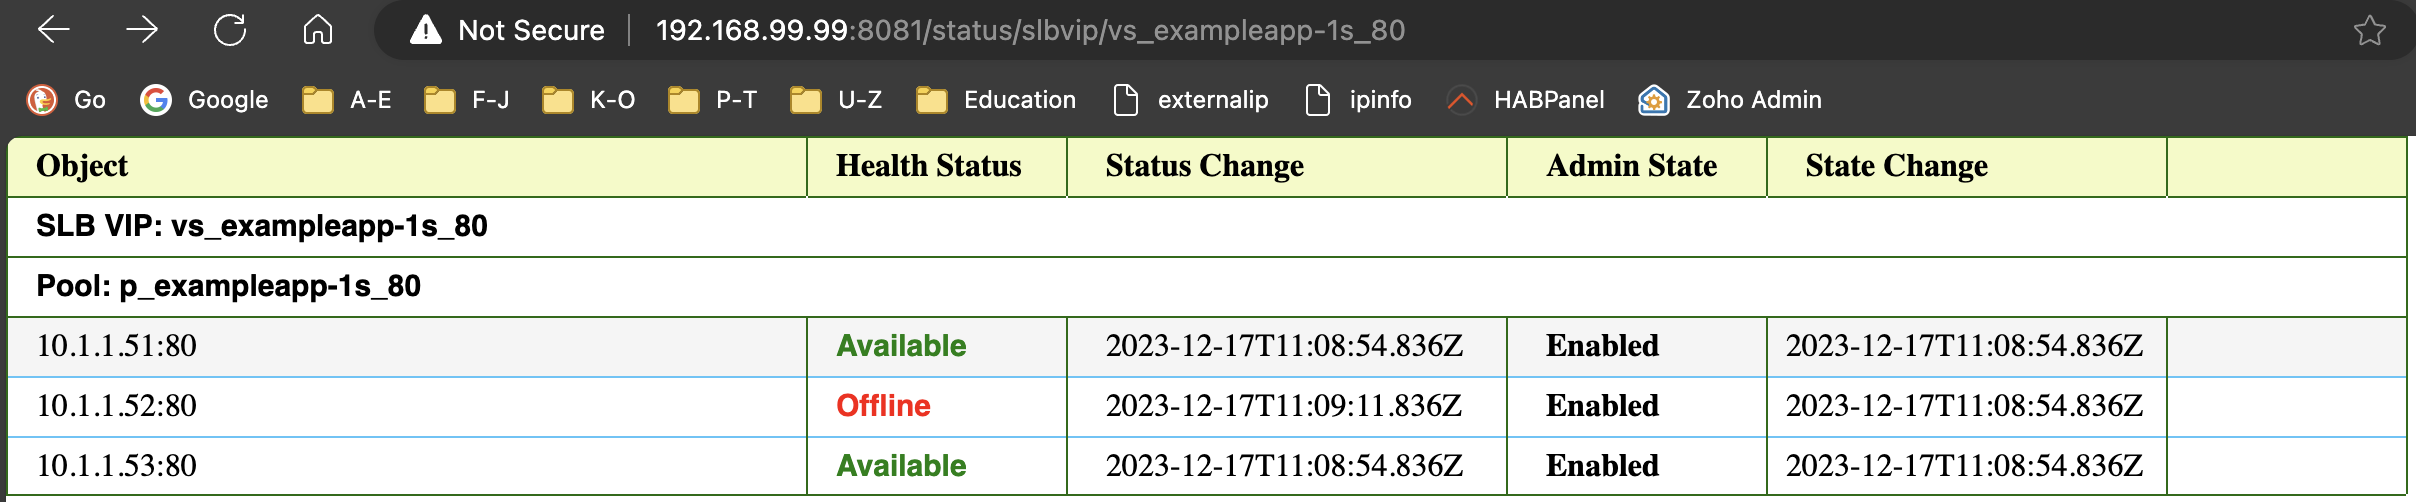 Not Secure 192.168.99.99:8081/status/slbvip/vs_exampleapp-1s_80
Go Google A-E F-J K-O P-T U-Z Education externalip ipinfo HABPanel Zoho Admin
Object Health Status Status Change Admin State State Change
SLB VIP: vs_exampleapp-1s_80
Pool: p_exampleapp-1s_80
10.1.1.51:80 Available 2023-12-17T11:08:54.836Z Enabled 2023-12-17T11:08:54.836Z
10.1.1.52:80 Offline 2023-12-17T11:09:11.836Z Enabled 2023-12-17T11:08:54.836Z
10.1.1.53:80 Available 2023-12-17T11:08:54.836Z Enabled 2023-12-17T11:08:54.836Z